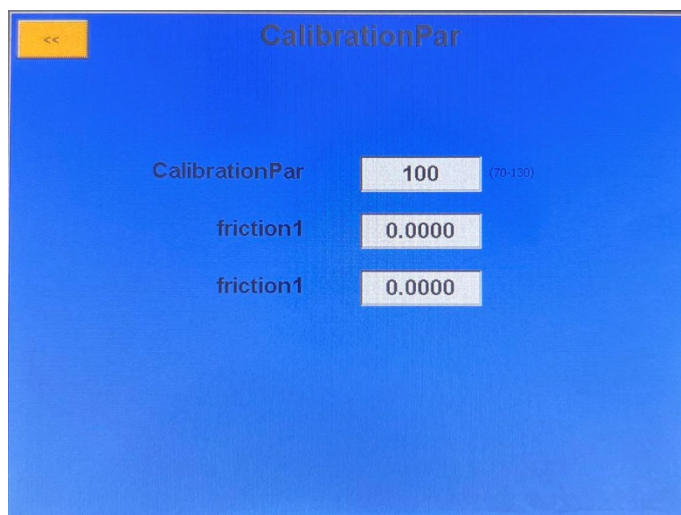 <<
CalibrationPar
CalibrationPar 100 (70-130)
friction1 0.0000
friction1 0.0000